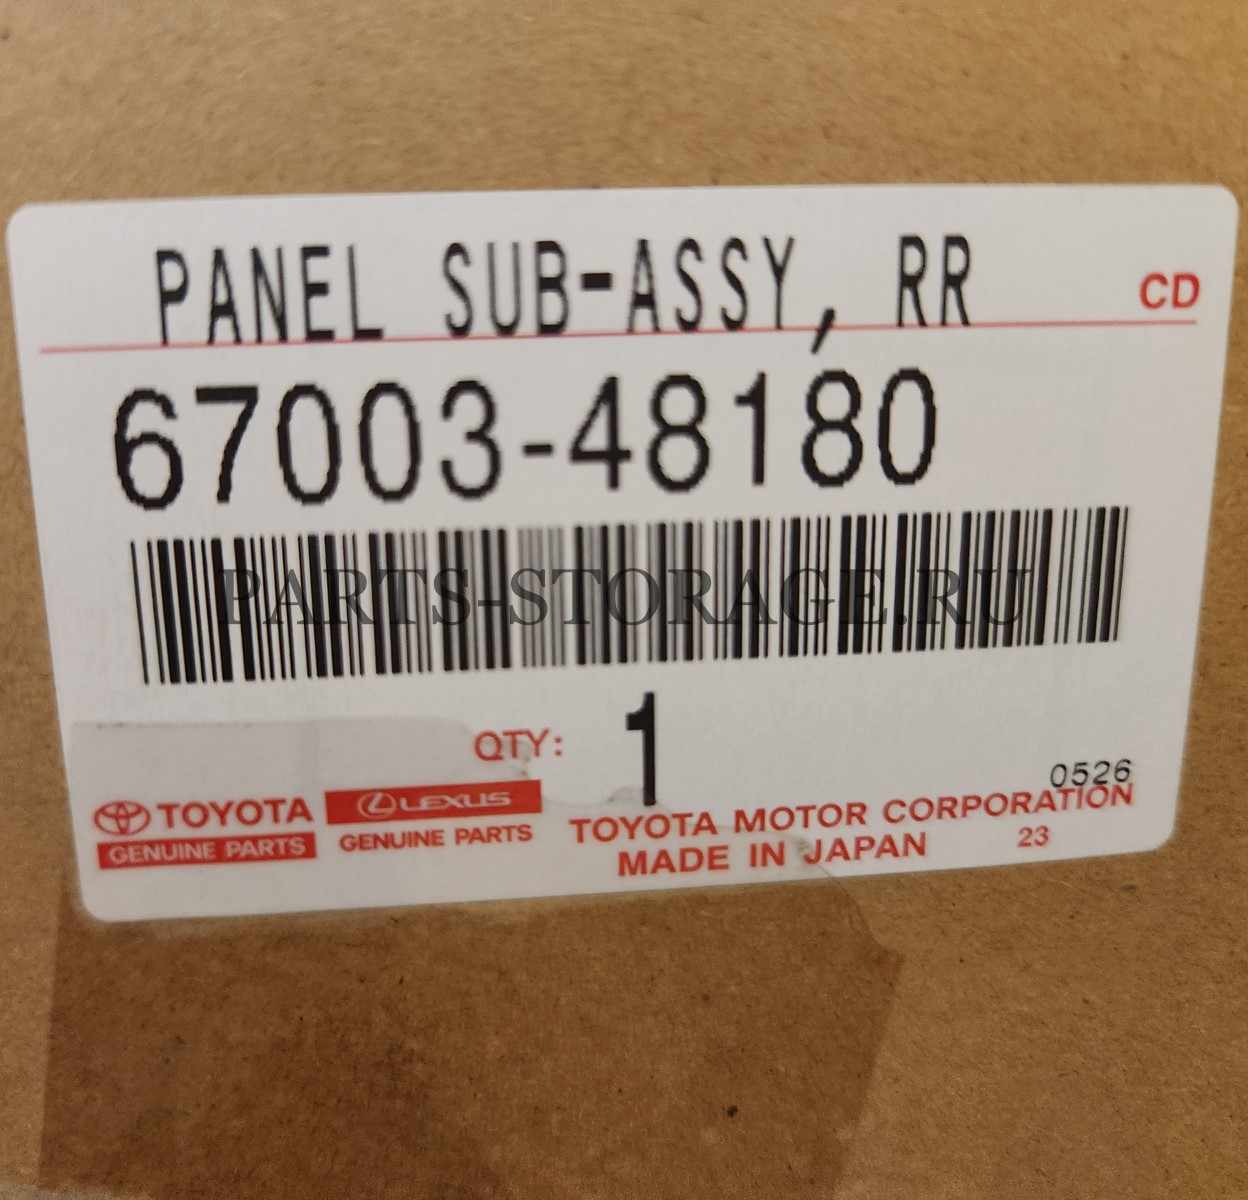 PANEL SUB-ASSY, RR
CD
67003-48180
PARTS-STORAGE.RU
QTY: 1
0526
TOYOTA
GENUINE PARTS
LEXUS
GENUINE PARTS
TOYOTA MOTOR CORPORATION
MADE IN JAPAN 23